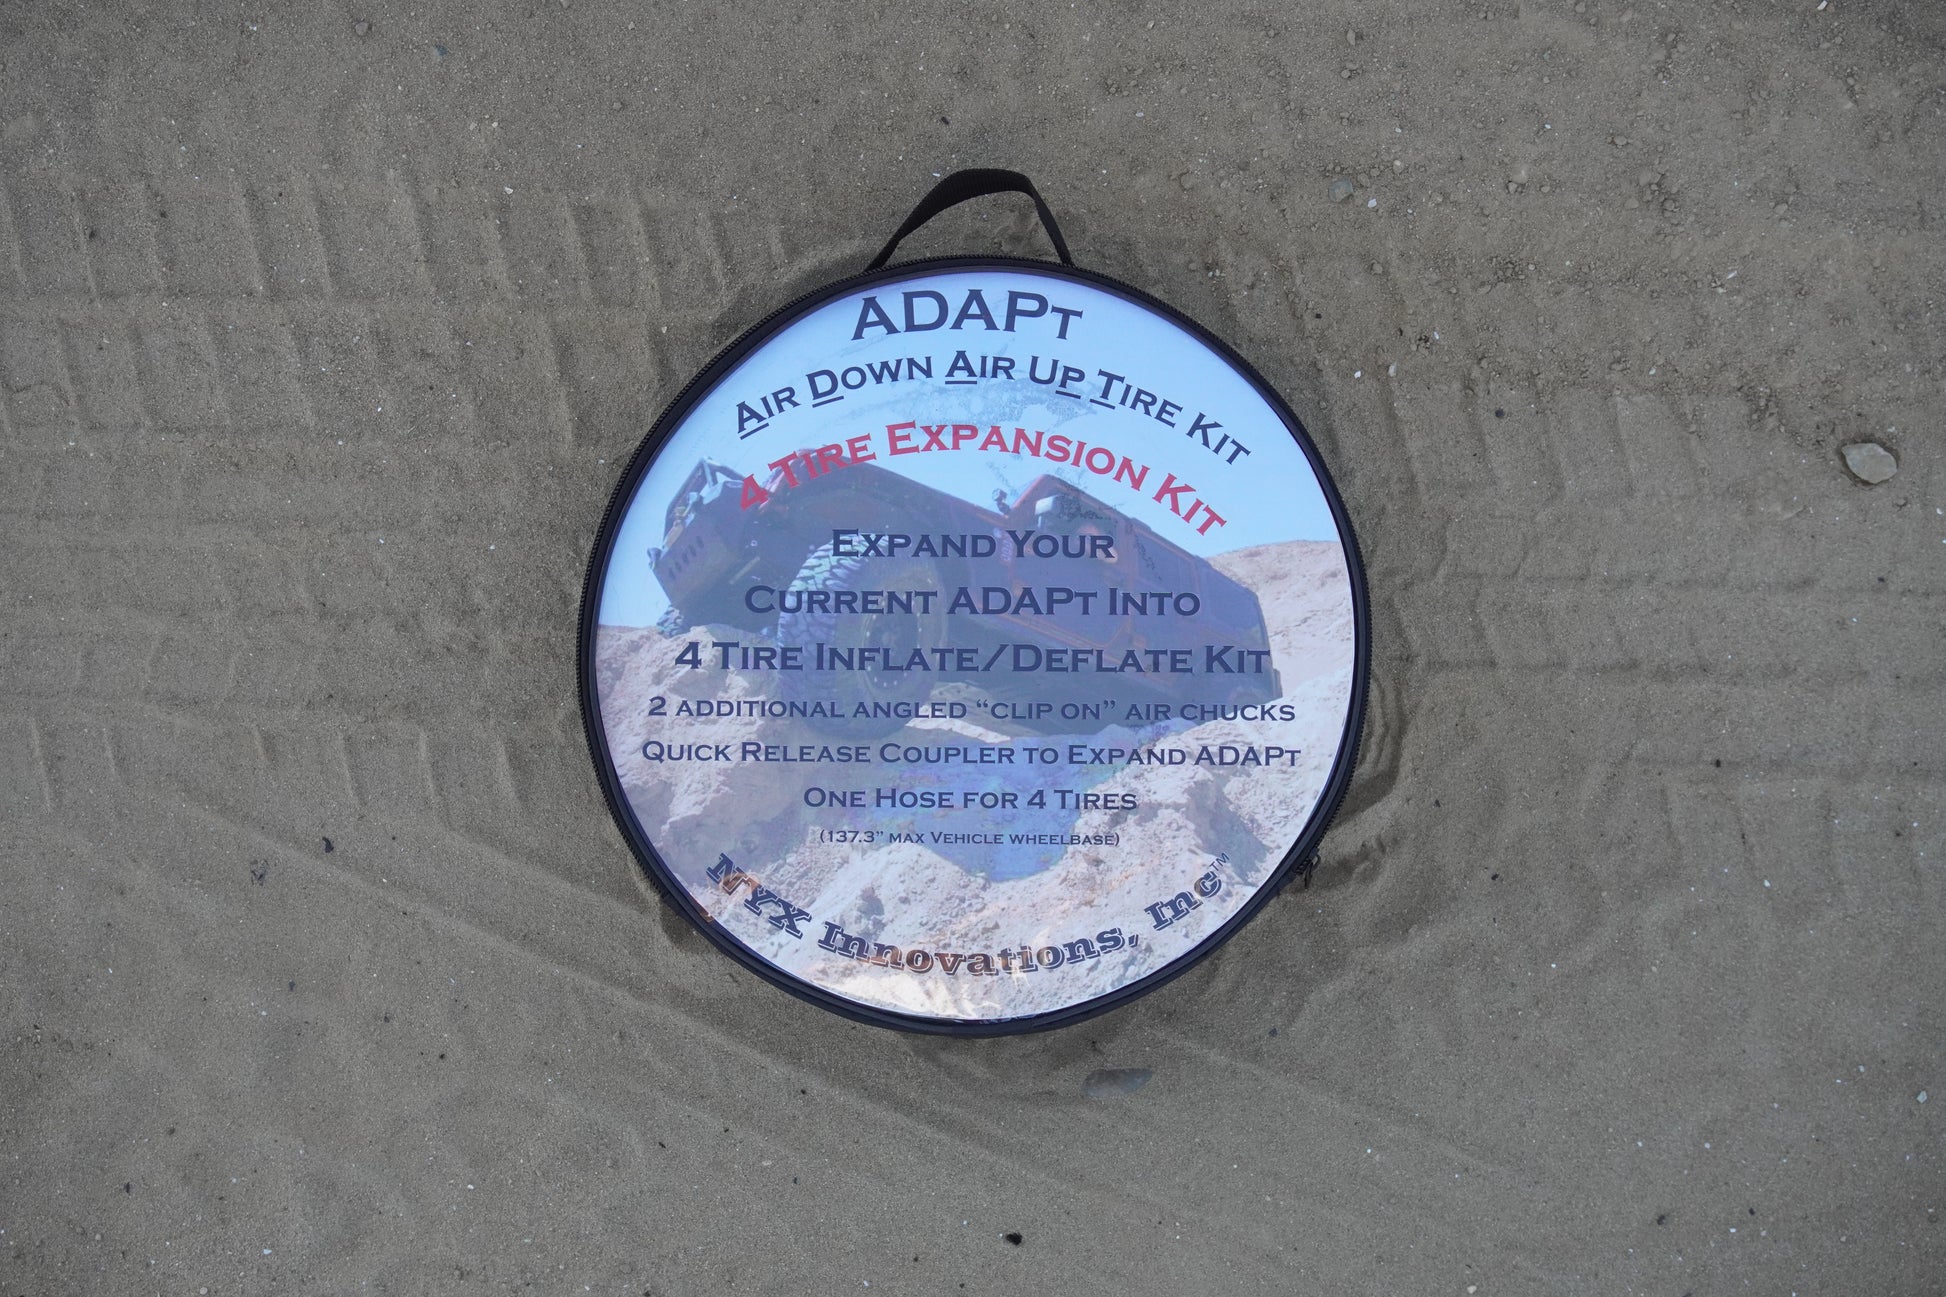 ADAPt
Air Down Air Up Tire Kit
4 Tire Expansion Kit
Expand Your
Current ADAPt Into
4 Tire Inflate/Deflate Kit
2 additional angled “clip on” air chucks
Quick Release Coupler to Expand ADAPt
One Hose for 4 Tires
(137.3” max Vehicle wheelbase)
NYX Innovations, Inc™